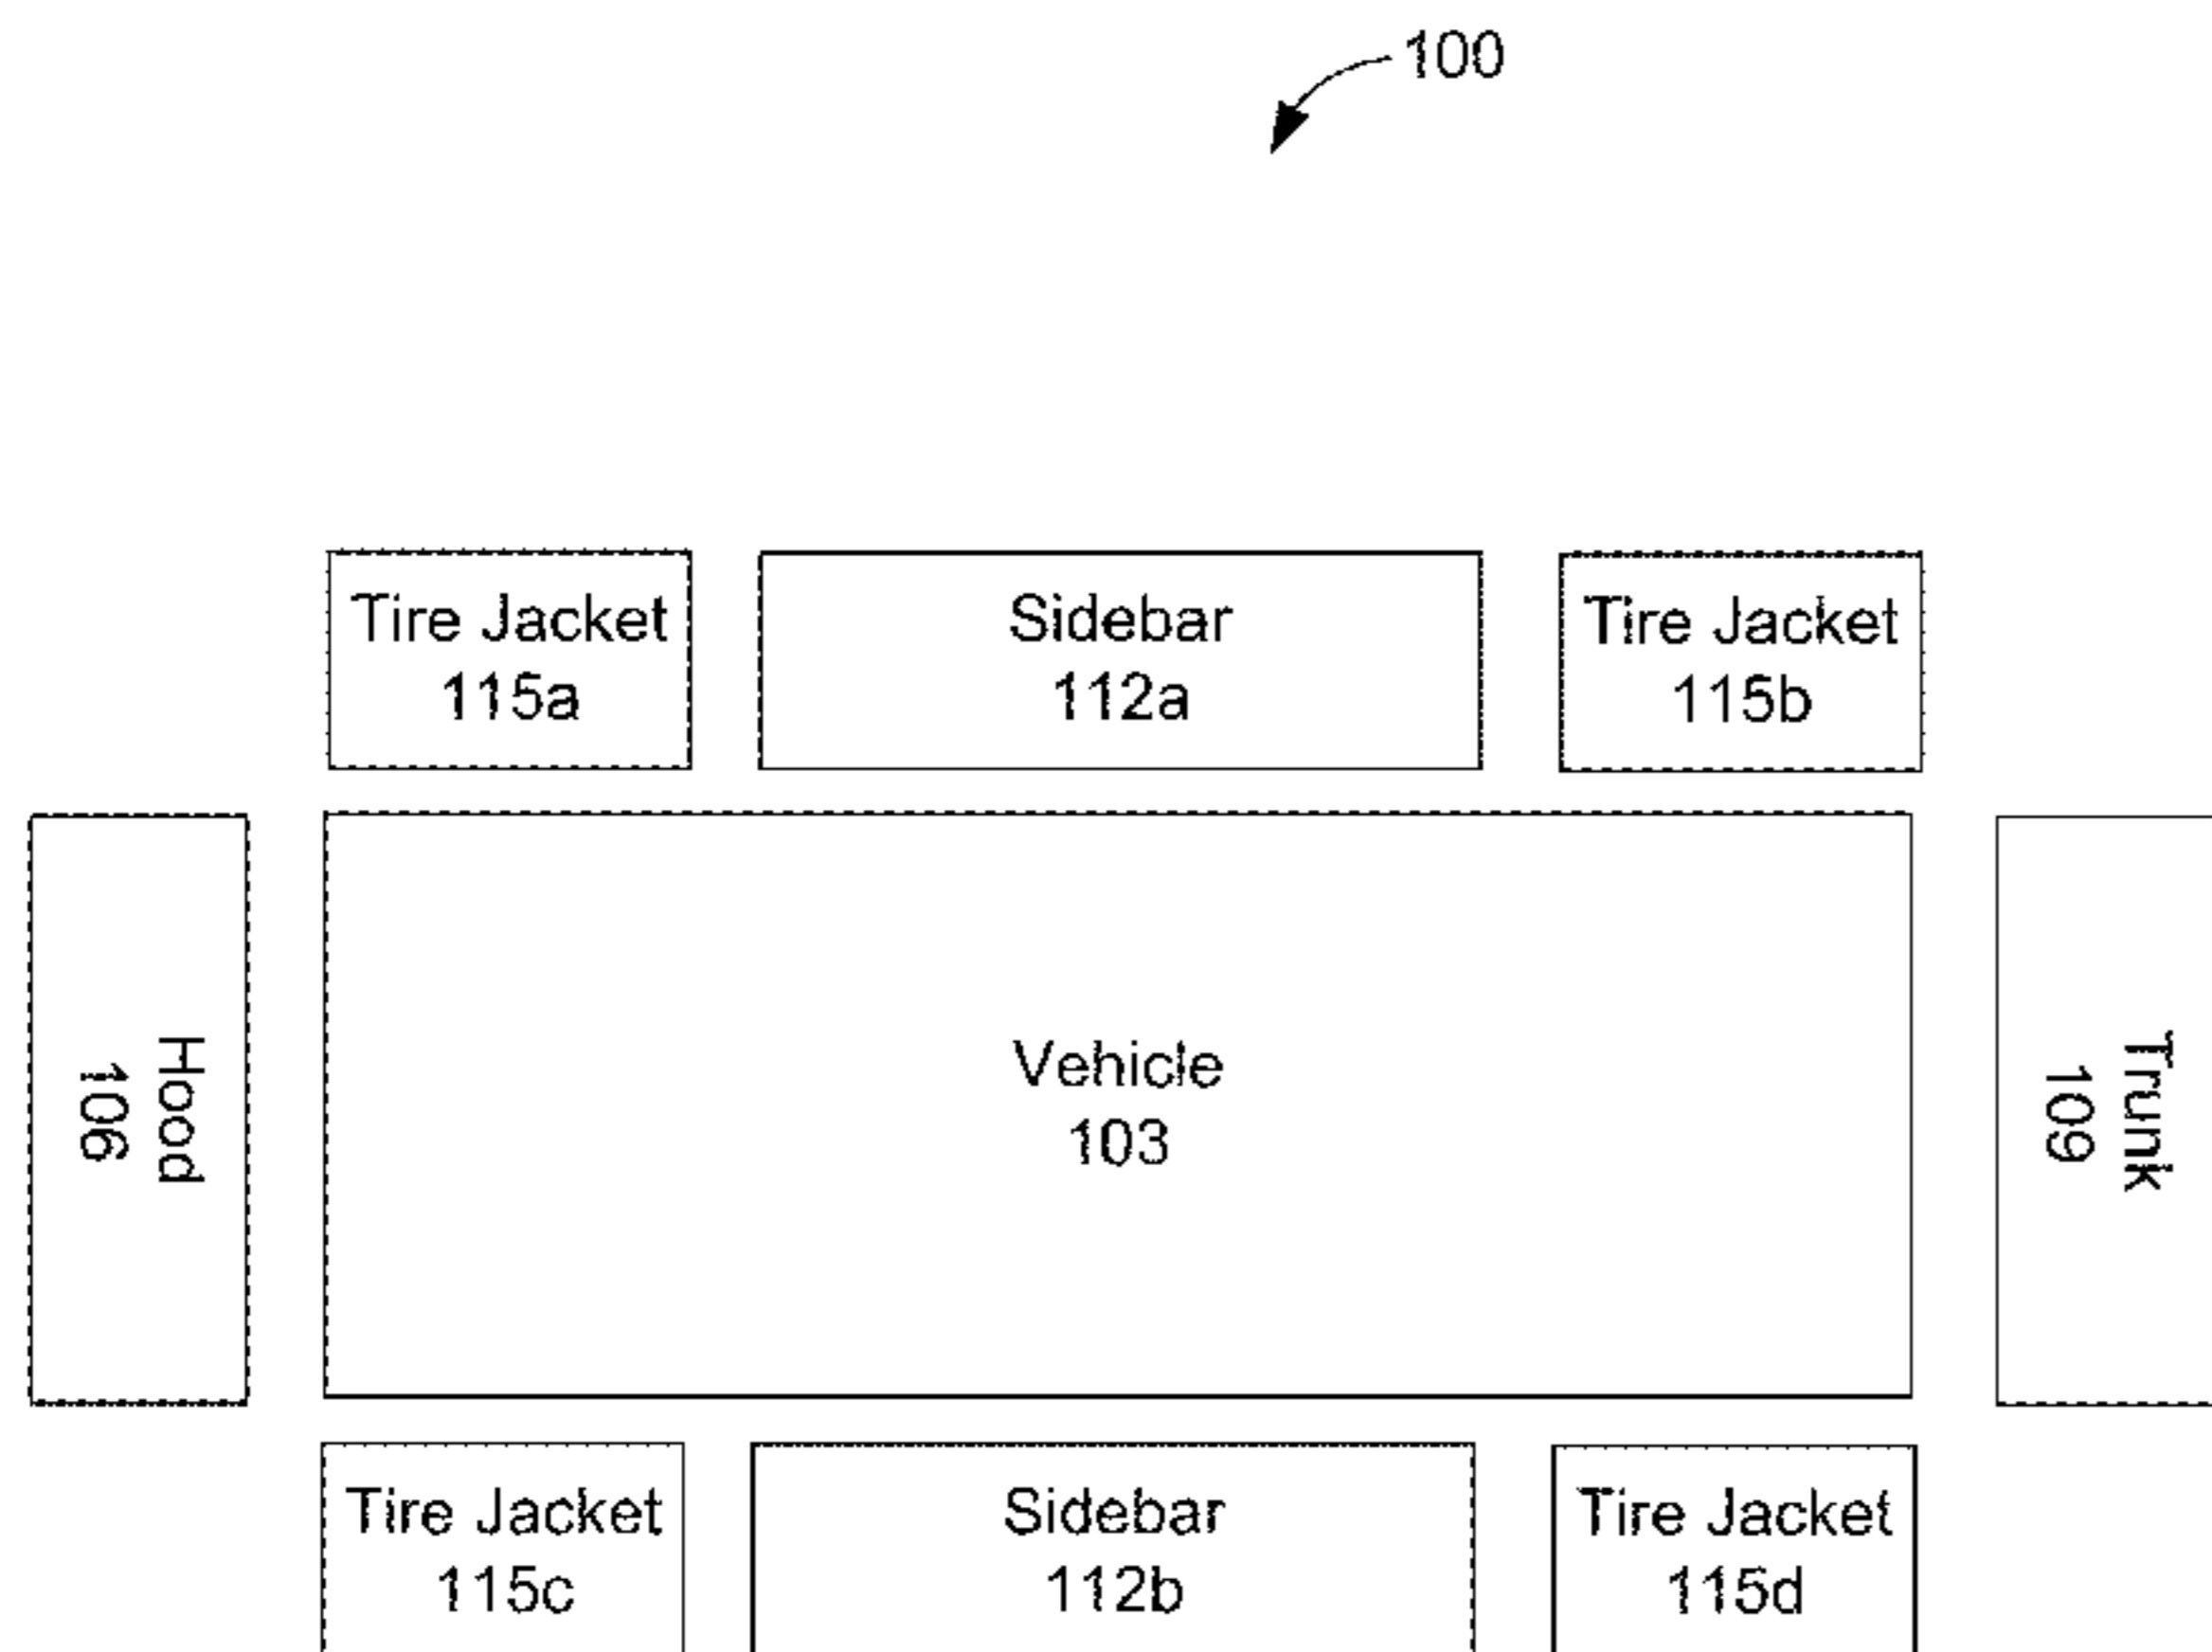 100
Tire Jacket
115a
Sidebar
112a
Tire Jacket
115b
Hood
106
Vehicle
103
Trunk
109
Tire Jacket
115c
Sidebar
112b
Tire Jacket
115d